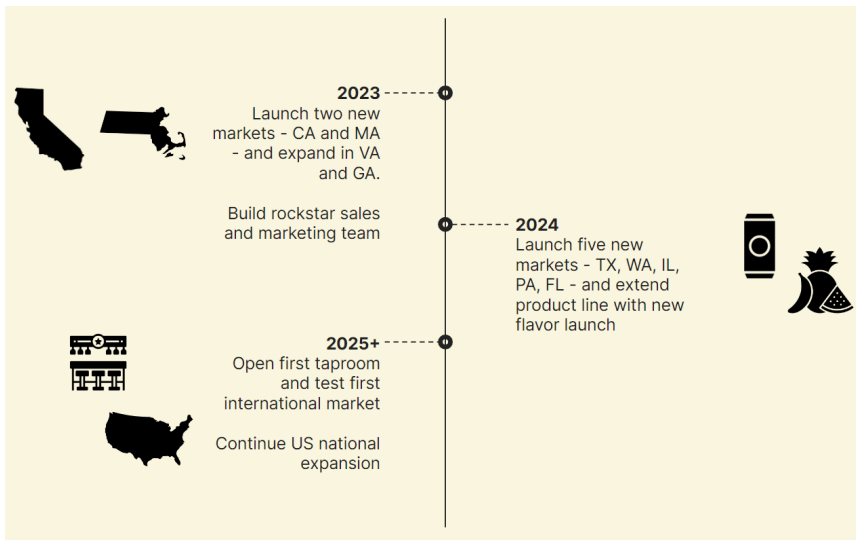 2023
Launch two new
markets - CA and MA
- and expand in VA
and GA.
Build rockstar sales
and marketing team
2024
Launch five new
markets - TX, WA, IL,
PA, FL - and extend
product line with new
flavor launch
2025+
Open first taproom
and test first
international market
Continue US national
expansion